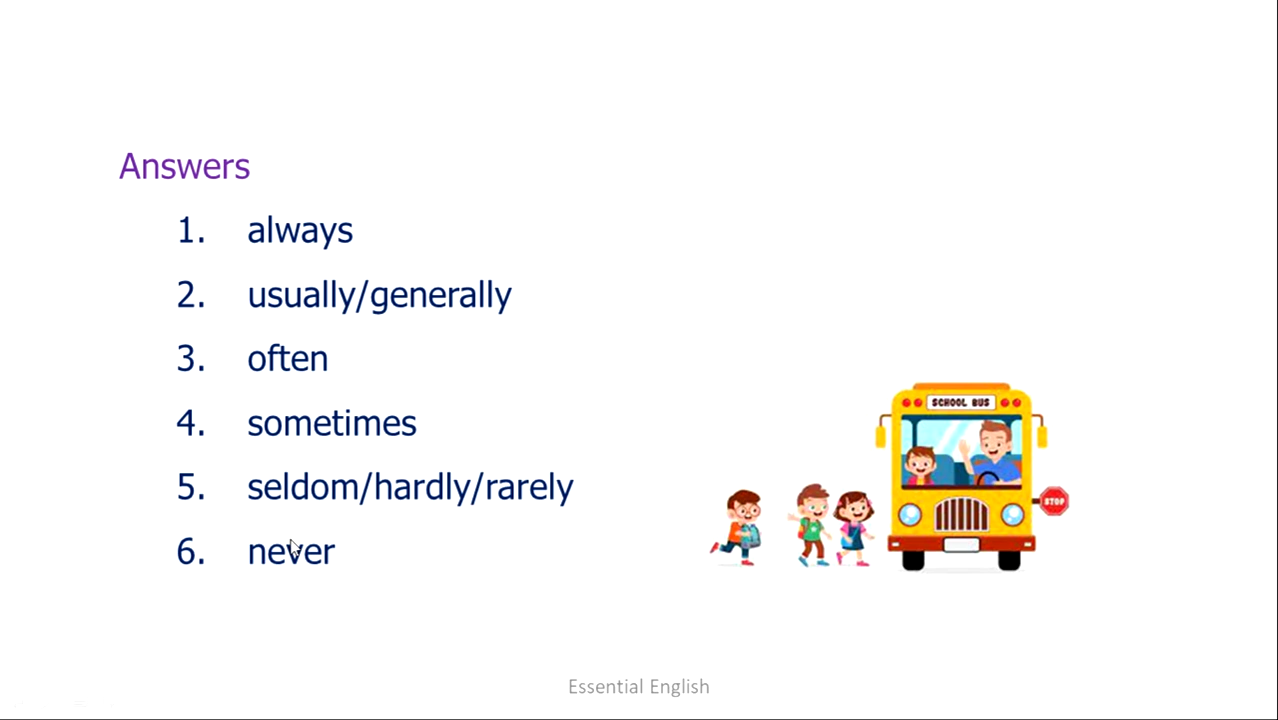 Answers
1. always
2. usually/generally
3. often
4. sometimes
5. seldom/hardly/rarely
6. never
SCHOOL BUS
STOP
Essential English